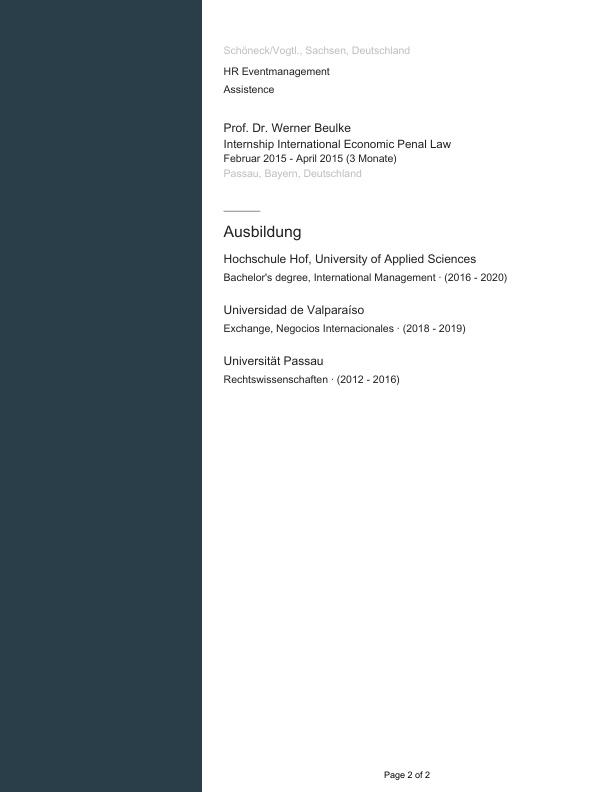 Schöneck/Vogtl., Sachsen, Deutschland
HR Eventmanagement
Assistence
Prof. Dr. Werner Beulke
Internship International Economic Penal Law
Februar 2015 - April 2015 (3 Monate)
Passau, Bayern, Deutschland
Ausbildung
Hochschule Hof, University of Applied Sciences
Bachelor's degree, International Management · (2016 - 2020)
Universidad de Valparaíso
Exchange, Negocios Internacionales · (2018 - 2019)
Universität Passau
Rechtswissenschaften · (2012 - 2016)
Page 2 of 2